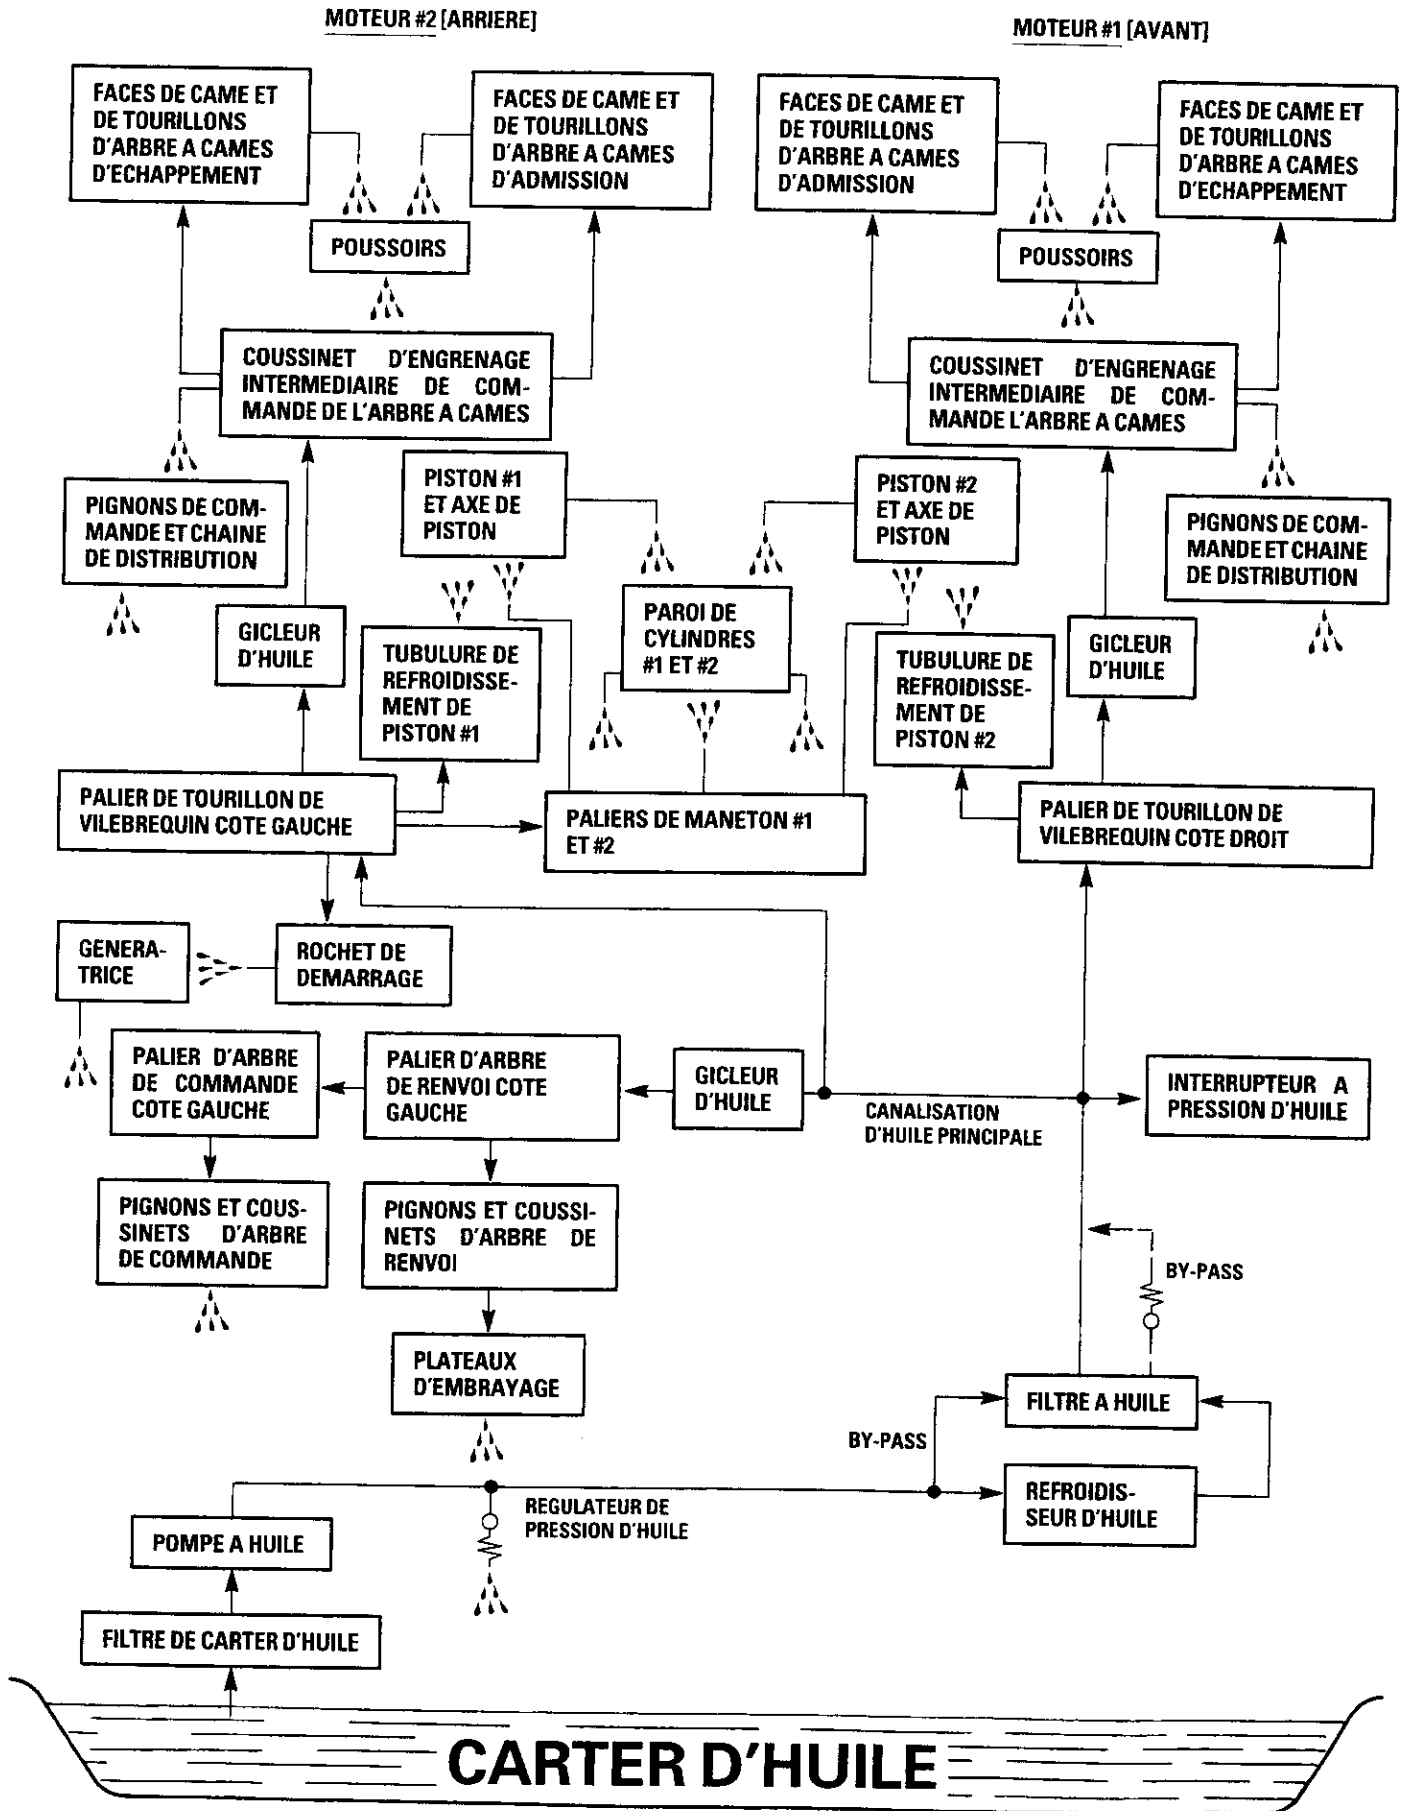 MOTEUR #2 [ARRIERE]
MOTEUR #1 [AVANT]
FACES DE CAME ET
DE TOURILLONS
D'ARBRE A CAMES
D'ECHAPPEMENT
FACES DE CAME ET
DE TOURILLONS
D'ARBRE A CAMES
D'ADMISSION
FACES DE CAME ET
DE TOURILLONS
D'ARBRE A CAMES
D'ADMISSION
FACES DE CAME ET
DE TOURILLONS
D'ARBRE A CAMES
D'ECHAPPEMENT
POUSSOIRS
POUSSOIRS
COUSSINET D'ENGRENAGE
INTERMEDIAIRE DE COM-
MANDE DE L'ARBRE A CAMES
COUSSINET D'ENGRENAGE
INTERMEDIAIRE DE COM-
MANDE L'ARBRE A CAMES
PIGNONS DE COM-
MANDE ET CHAINE
DE DISTRIBUTION
PISTON #1
ET AXE DE
PISTON
PISTON #2
ET AXE DE
PISTON
PIGNONS DE COM-
MANDE ET CHAINE
DE DISTRIBUTION
GICLEUR
D'HUILE
TUBULURE DE
REFROIDISSE-
MENT DE
PISTON #1
PAROI DE
CYLINDRES
#1 ET #2
TUBULURE DE
REFROIDISSE-
MENT DE
PISTON #2
GICLEUR
D'HUILE
PALIER DE TOURILLON DE
VILEBREQUIN COTE GAUCHE
PALIERS DE MANETON #1
ET #2
PALIER DE TOURILLON DE
VILEBREQUIN COTE DROIT
GENERA-
TRICE
ROCHET DE
DEMARRAGE
PALIER D'ARBRE
DE COMMANDE
COTE GAUCHE
PALIER D'ARBRE
DE RENVOI COTE
GAUCHE
GICLEUR
D'HUILE
CANALISATION
D'HUILE PRINCIPALE
INTERRUPTEUR A
PRESSION D'HUILE
PIGNONS ET COUS-
SINETS D'ARBRE
DE COMMANDE
PIGNONS ET COUSSI-
NETS D'ARBRE DE
RENVOI
BY-PASS
PLATEAUX
D'EMBRAYAGE
FILTRE A HUILE
BY-PASS
REFROIDIS-
SEUR D'HUILE
REGULATEUR DE
PRESSION D'HUILE
POMPE A HUILE
FILTRE DE CARTER D'HUILE
CARTER D'HUILE